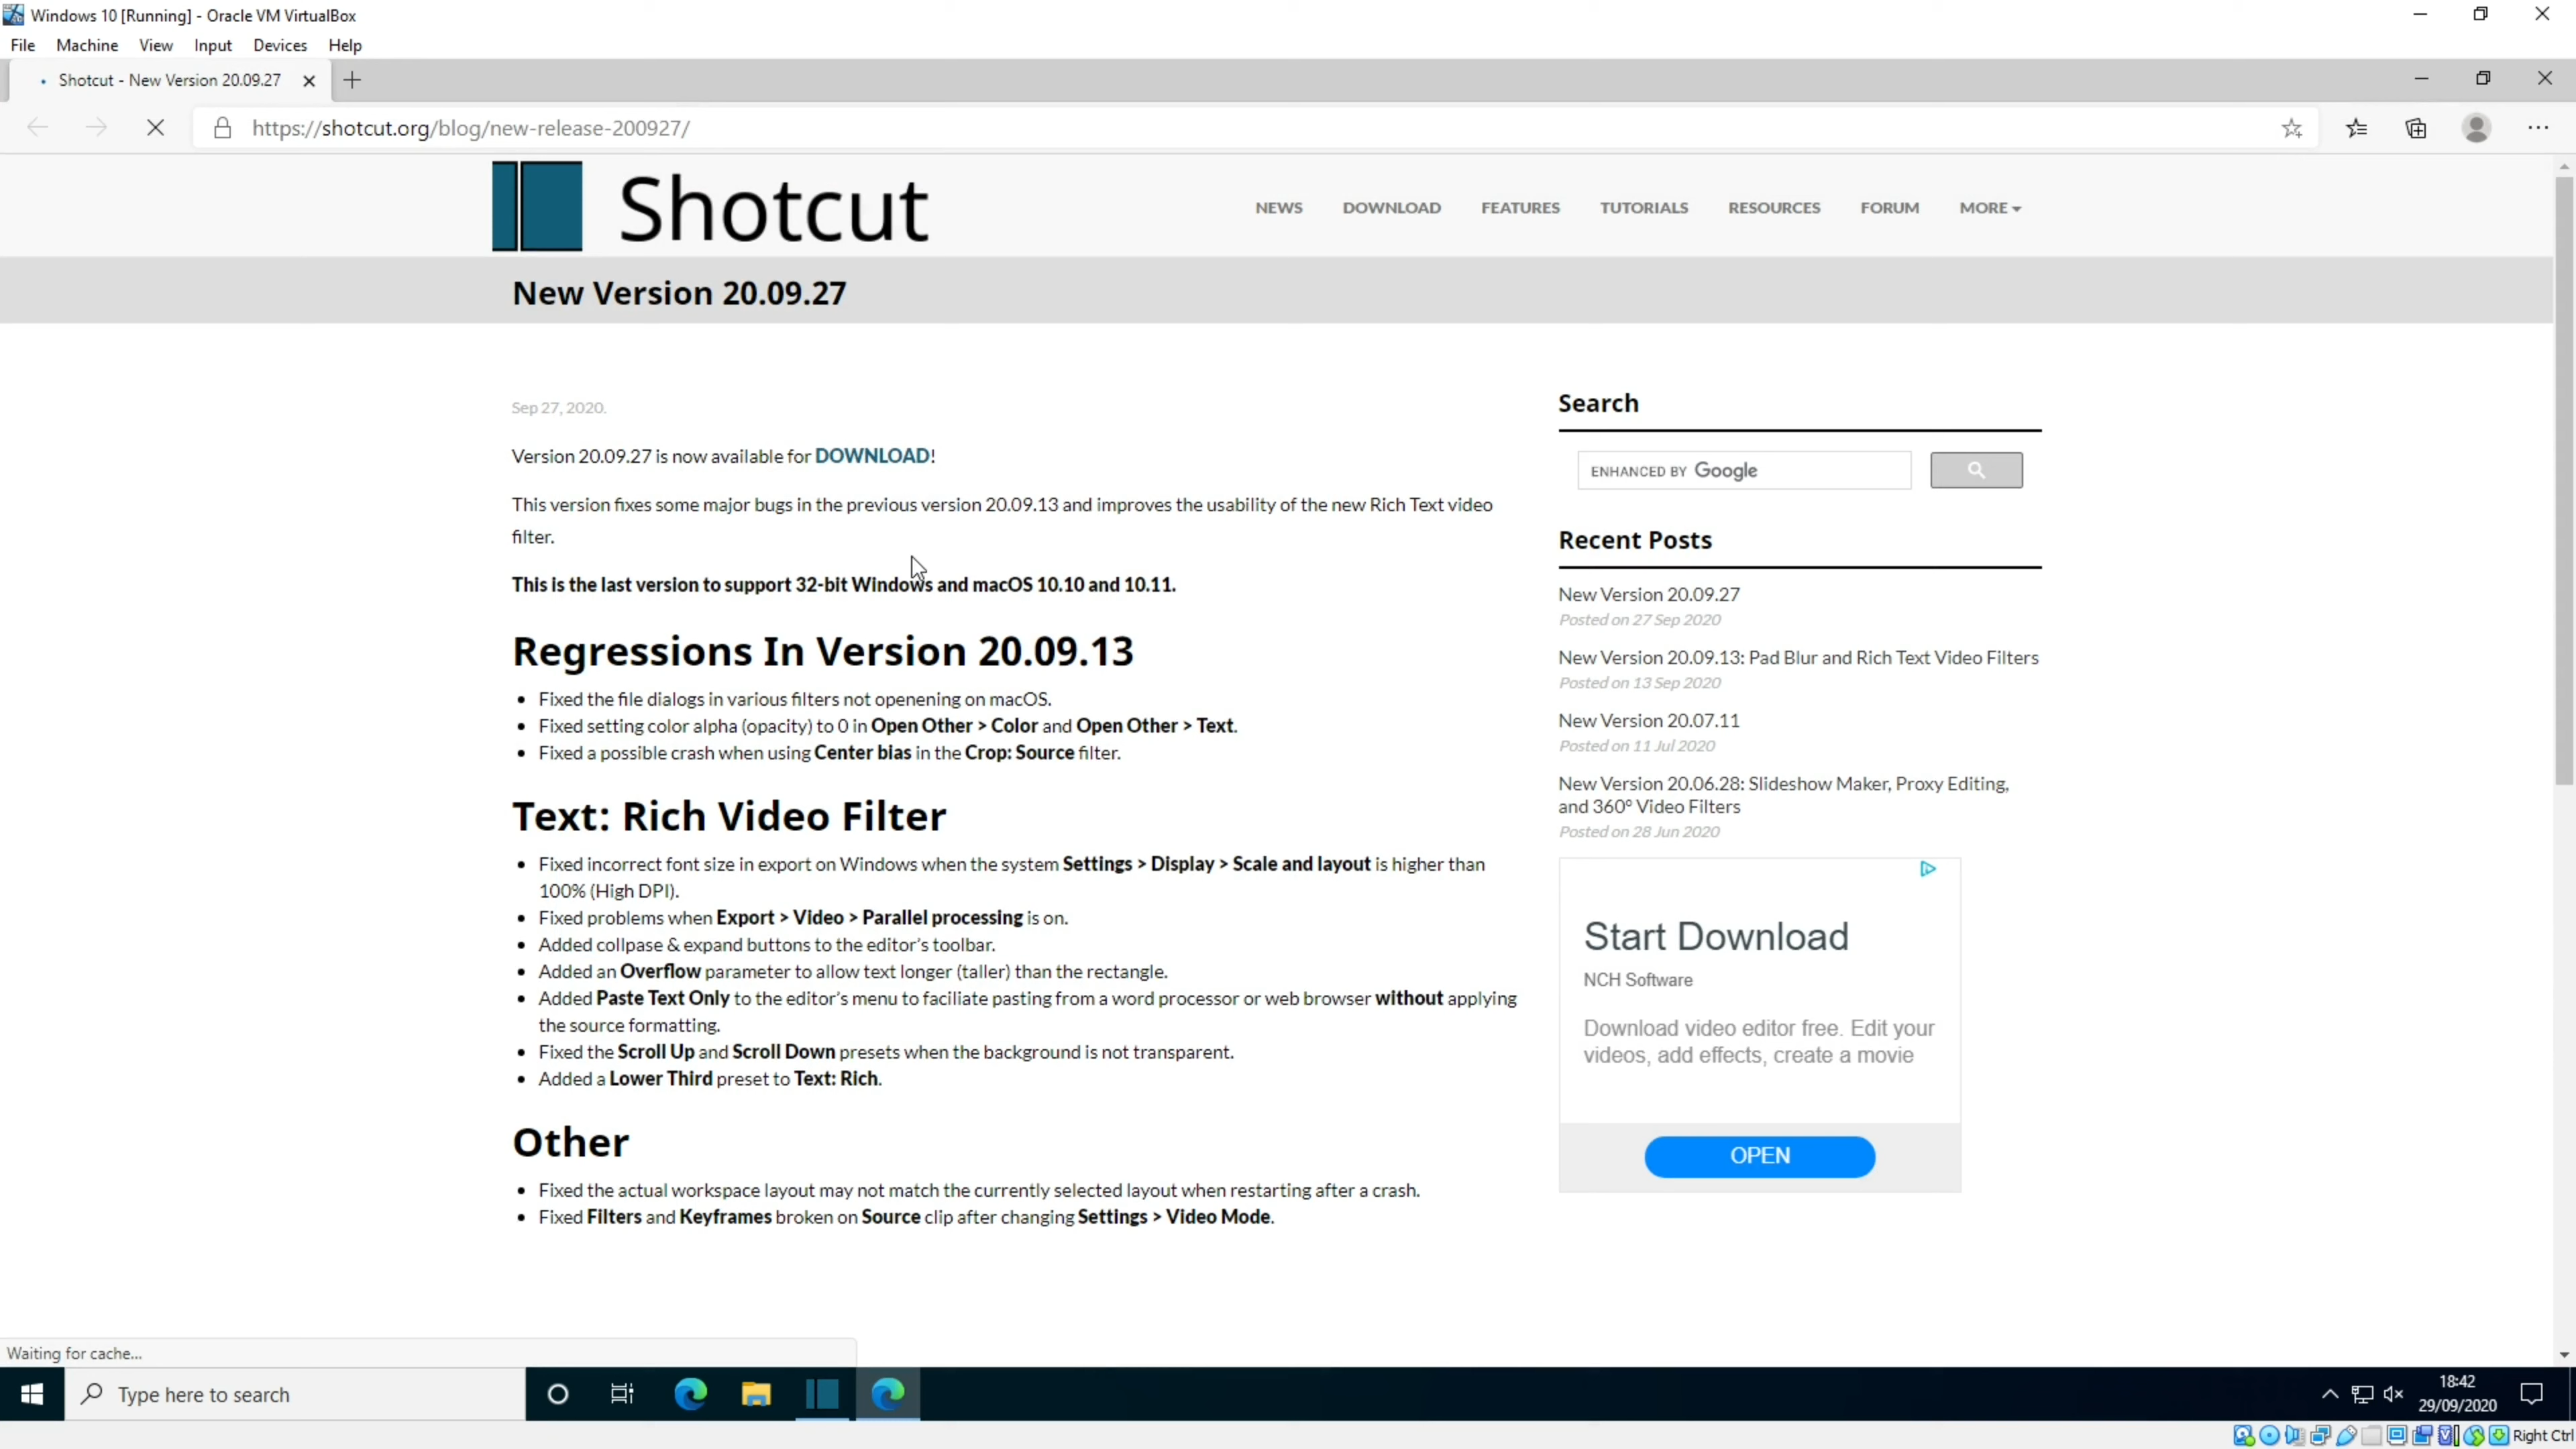 Windows 10 [Running] - Oracle VM VirtualBox
File Machine View Input Devices Help
Shotcut - New Version 20.09.27
https://shotcut.org/blog/new-release-200927/
Shotcut
NEWS DOWNLOAD FEATURES TUTORIALS RESOURCES FORUM MORE
New Version 20.09.27
Sep 27, 2020.
Version 20.09.27 is now available for DOWNLOAD!
This version fixes some major bugs in the previous version 20.09.13 and improves the usability of the new Rich Text video
filter.
This is the last version to support 32-bit Windows and macOS 10.10 and 10.11.
Regressions In Version 20.09.13
• Fixed the file dialogs in various filters not openening on macOS.
• Fixed setting color alpha (opacity) to 0 in Open Other > Color and Open Other > Text.
• Fixed a possible crash when using Center bias in the Crop: Source filter.
Text: Rich Video Filter
• Fixed incorrect font size in export on Windows when the system Settings > Display > Scale and layout is higher than
100% (High DPI).
• Fixed problems when Export > Video > Parallel processing is on.
• Added collpase & expand buttons to the editor's toolbar.
• Added an Overflow parameter to allow text longer (taller) than the rectangle.
• Added Paste Text Only to the editor's menu to faciliate pasting from a word processor or web browser without applying
the source formatting.
• Fixed the Scroll Up and Scroll Down presets when the background is not transparent.
• Added a Lower Third preset to Text: Rich.
Other
• Fixed the actual workspace layout may not match the currently selected layout when restarting after a crash.
• Fixed Filters and Keyframes broken on Source clip after changing Settings > Video Mode.
Search
ENHANCED BY Google
Recent Posts
New Version 20.09.27
Posted on 27 Sep 2020
New Version 20.09.13: Pad Blur and Rich Text Video Filters
Posted on 13 Sep 2020
New Version 20.07.11
Posted on 11 Jul 2020
New Version 20.06.28: Slideshow Maker, Proxy Editing,
and 360° Video Filters
Posted on 28 Jun 2020
Start Download
NCH Software
Download video editor free. Edit your
videos, add effects, create a movie
OPEN
Waiting for cache...
Type here to search
18:42
29/09/2020
Right Ctrl